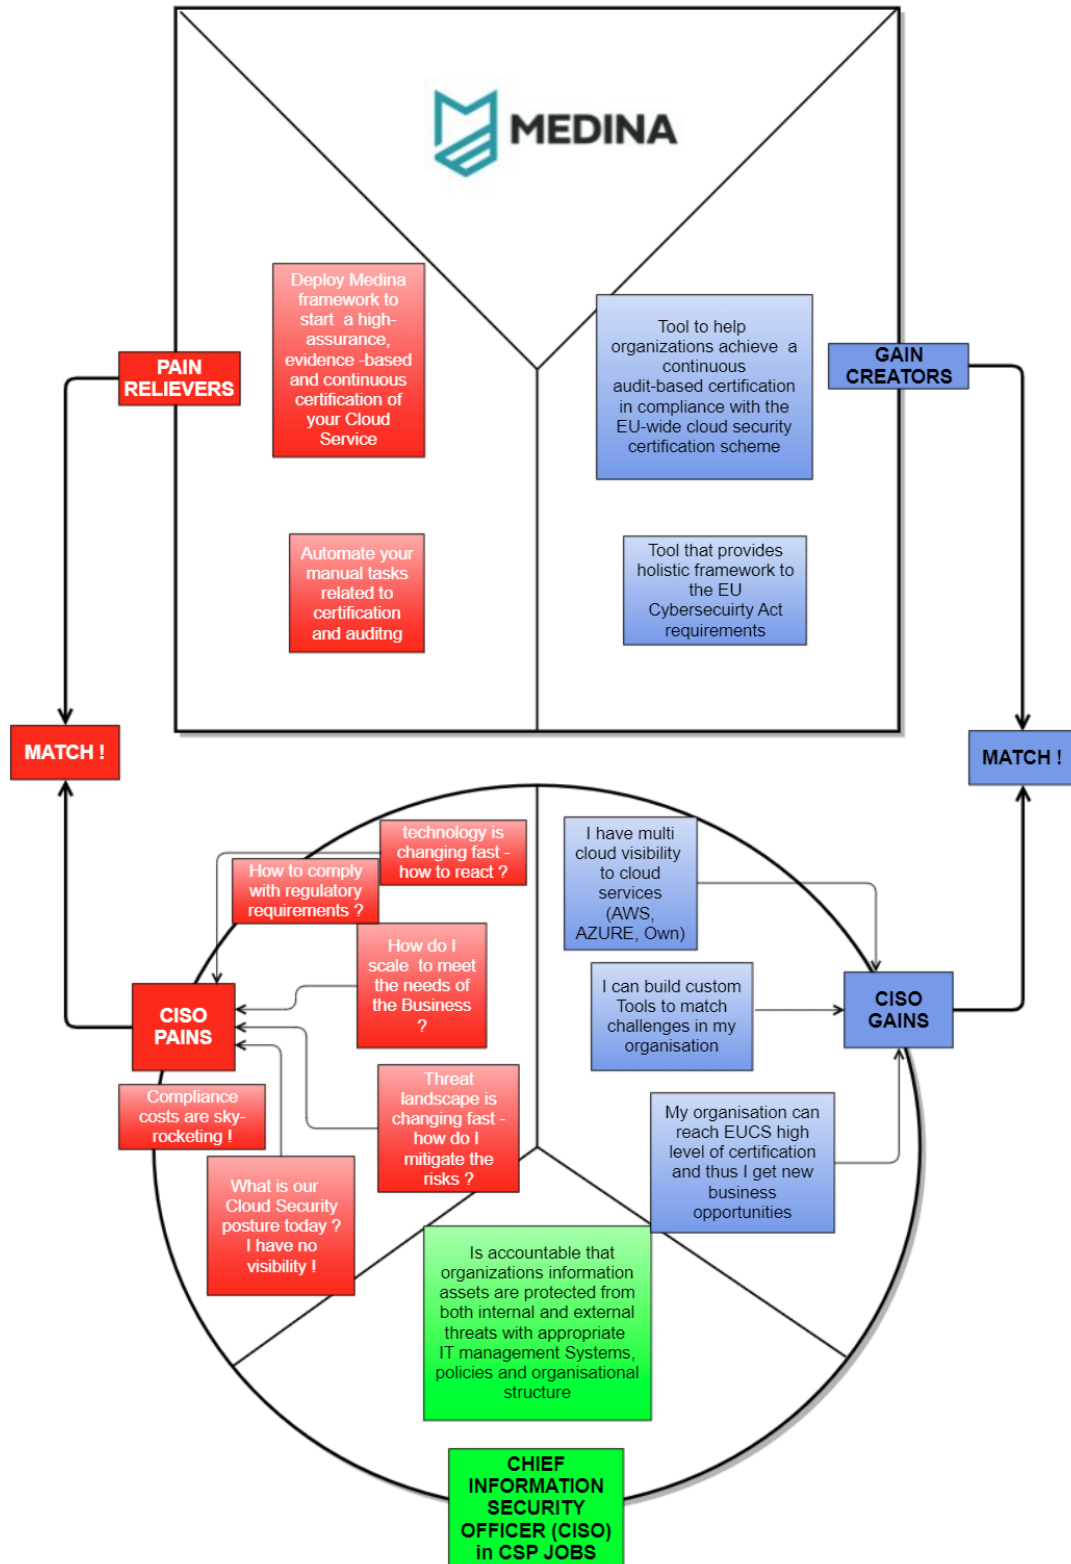 MEDINA
Deploy Medina
framework to
start a high-
assurance,
evidence -based
and continuous
certification of
your Cloud
Service
Tool to help
organizations achieve a
continuous
audit-based certification
in compliance with the
EU-wide cloud security
certification scheme
PAIN
RELIEVERS
GAIN
CREATORS
Automate your
manual tasks
related to
certification
and auditng
Tool that provides
holistic framework to
the EU
Cybersecuirty Act
requirements
MATCH !
MATCH !
technology is
changing fast -
how to react ?
How to comply
with regulatory
requirements ?
How do I
scale to meet
the needs of
the Business
?
CISO
PAINS
Compliance
costs are sky-
rocketing !
Threat
landscape is
changing fast -
how do I
mitigate the
risks ?
What is our
Cloud Security
posture today ?
I have no
visibility !
I have multi
cloud visibility
to cloud
services
(AWS,
AZURE, Own)
I can build custom
Tools to match
challenges in my
organisation
CISO
GAINS
My organisation can
reach EUCS high
level of certification
and thus I get new
business
opportunities
Is accountable that
organizations information
assets are protected from
both internal and external
threats with appropriate
IT management Systems,
policies and organisational
structure
CHIEF
INFORMATION
SECURITY
OFFICER (CISO)
in CSP JOBS